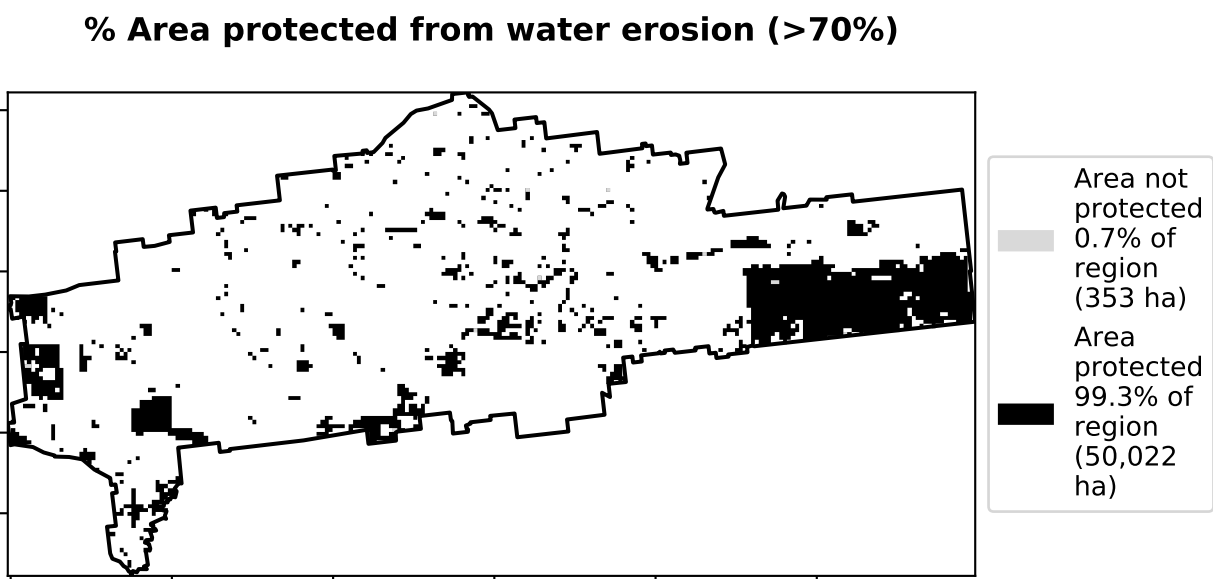 % Area protected from water erosion (>70%)
Area not
protected
0.7% of
region
(353 ha)
Area
protected
99.3% of
region
(50,022
ha)